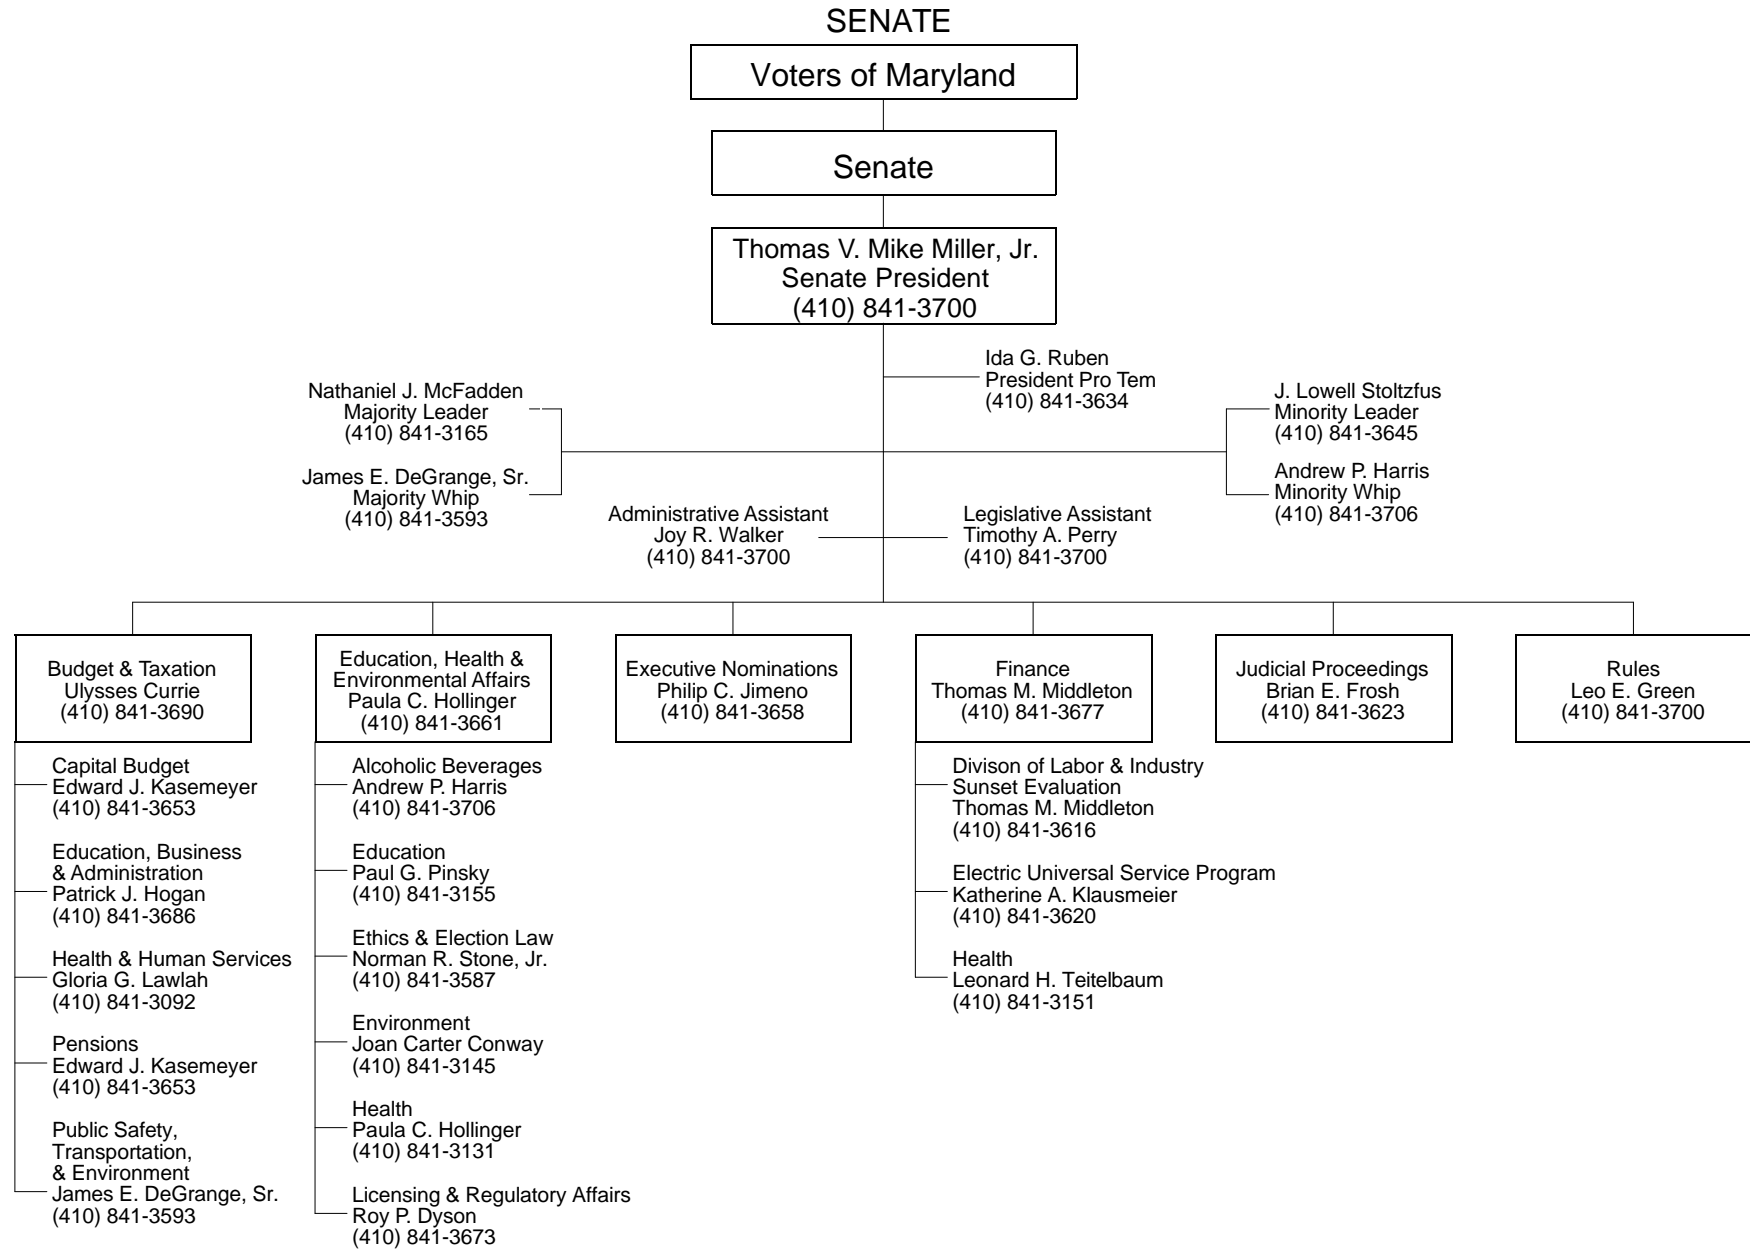 SENATE
Voters of Maryland
Senate
Thomas V. Mike Miller, Jr.
Senate President
(410) 841-3700
Ida G. Ruben
President Pro Tem
(410) 841-3634
Nathaniel J. McFadden
Majority Leader
(410) 841-3165
James E. DeGrange, Sr.
Majority Whip
(410) 841-3593
J. Lowell Stoltzfus
Minority Leader
(410) 841-3645
Andrew P. Harris
Minority Whip
(410) 841-3706
Administrative Assistant
Joy R. Walker
(410) 841-3700
Legislative Assistant
Timothy A. Perry
(410) 841-3700
Budget & Taxation
Ulysses Currie
(410) 841-3690
Capital Budget
Edward J. Kasemeyer
(410) 841-3653
Education, Business
& Administration
Patrick J. Hogan
(410) 841-3686
Health & Human Services
Gloria G. Lawlah
(410) 841-3092
Pensions
Edward J. Kasemeyer
(410) 841-3653
Public Safety,
Transportation,
& Environment
James E. DeGrange, Sr.
(410) 841-3593
Education, Health &
Environmental Affairs
Paula C. Hollinger
(410) 841-3661
Alcoholic Beverages
Andrew P. Harris
(410) 841-3706
Education
Paul G. Pinsky
(410) 841-3155
Ethics & Election Law
Norman R. Stone, Jr.
(410) 841-3587
Environment
Joan Carter Conway
(410) 841-3145
Health
Paula C. Hollinger
(410) 841-3131
Licensing & Regulatory Affairs
Roy P. Dyson
(410) 841-3673
Executive Nominations
Philip C. Jimeno
(410) 841-3658
Finance
Thomas M. Middleton
(410) 841-3677
Divison of Labor & Industry
Sunset Evaluation
Thomas M. Middleton
(410) 841-3616
Electric Universal Service Program
Katherine A. Klausmeier
(410) 841-3620
Health
Leonard H. Teitelbaum
(410) 841-3151
Judicial Proceedings
Brian E. Frosh
(410) 841-3623
Rules
Leo E. Green
(410) 841-3700